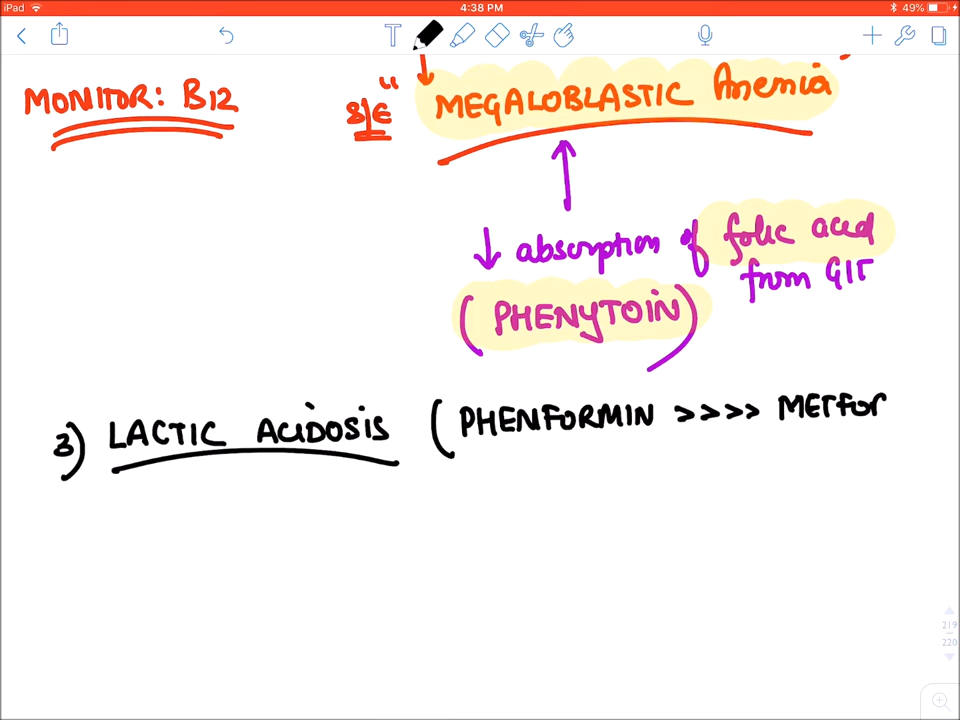 iPad 4:38 PM 49%
T
MONITOR: B12
S/E " MEGALOBLASTIC Anemia
↓ absorption of folic acid
from GIT
( PHENYTOIN )
3) LACTIC ACIDOSIS ( PHENFORMIN >>>> METFOR
219
220